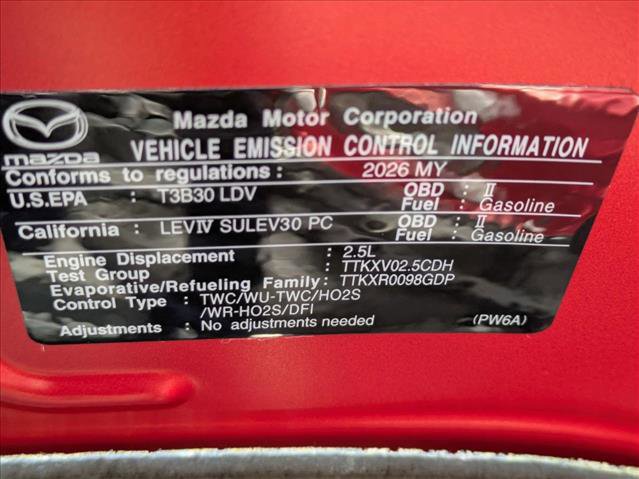 Mazda Motor Corporation
mazda VEHICLE EMISSION CONTROL INFORMATION
Conforms to regulations : 2026 MY
U.S.EPA : T3B30 LDV OBD : II
Fuel : Gasoline
California : LEVIV SULEV30 PC OBD : II
Fuel : Gasoline
Engine Displacement : 2.5L
Test Group : TTKXV02.5CDH
Evaporative/Refueling Family : TTKXR0098GDP
Control Type : TWC/WU-TWC/HO2S
/WR-HO2S/DFI
Adjustments : No adjustments needed (PW6A)